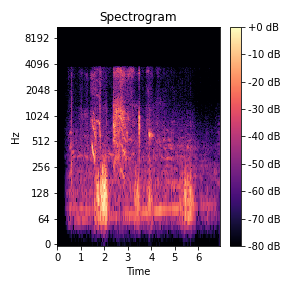 Spectrogram
+0 dB
8192
-10 dB
4096
-20 dB
2048
-30 dB
1024
Hz
512
-40 dB
256
-50 dB
128
-60 dB
64
-70 dB
0
-80 dB
0 1 2 3 4 5 6
Time